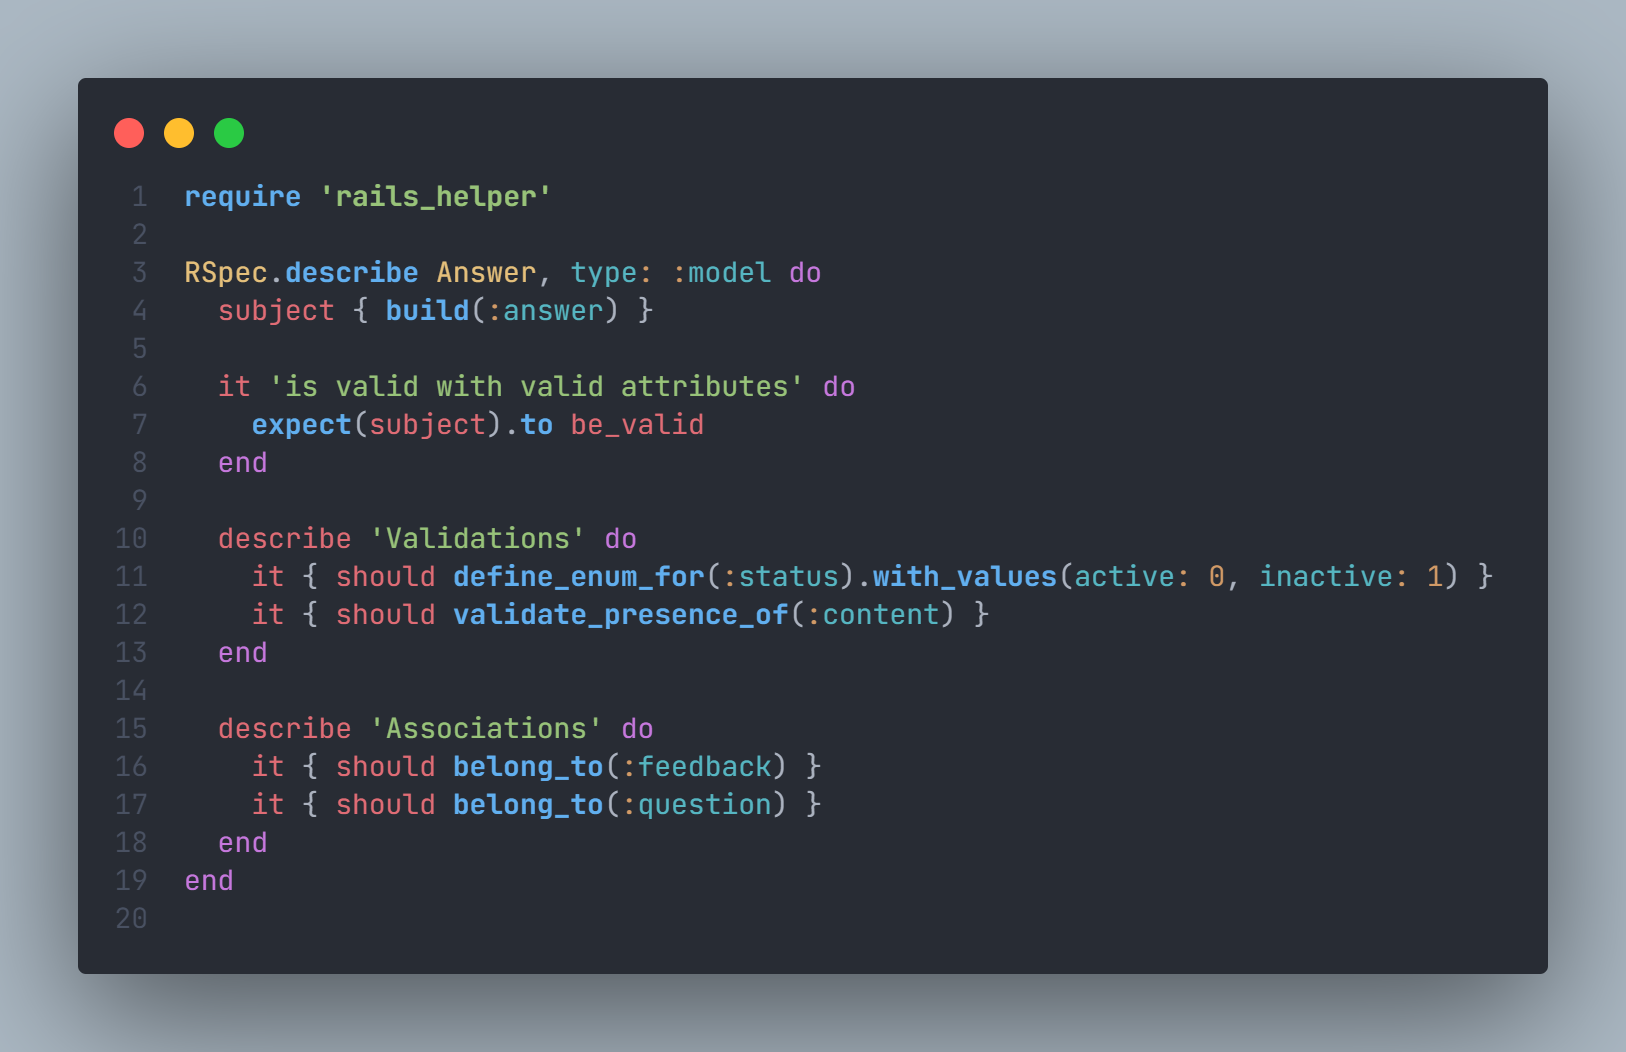 1 require 'rails_helper'
2
3 RSpec.describe Answer, type: :model do
4   subject { build(:answer) }
5
6   it 'is valid with valid attributes' do
7     expect(subject).to be_valid
8   end
9
10   describe 'Validations' do
11     it { should define_enum_for(:status).with_values(active: 0, inactive: 1) }
12     it { should validate_presence_of(:content) }
13   end
14
15   describe 'Associations' do
16     it { should belong_to(:feedback) }
17     it { should belong_to(:question) }
18   end
19 end
20